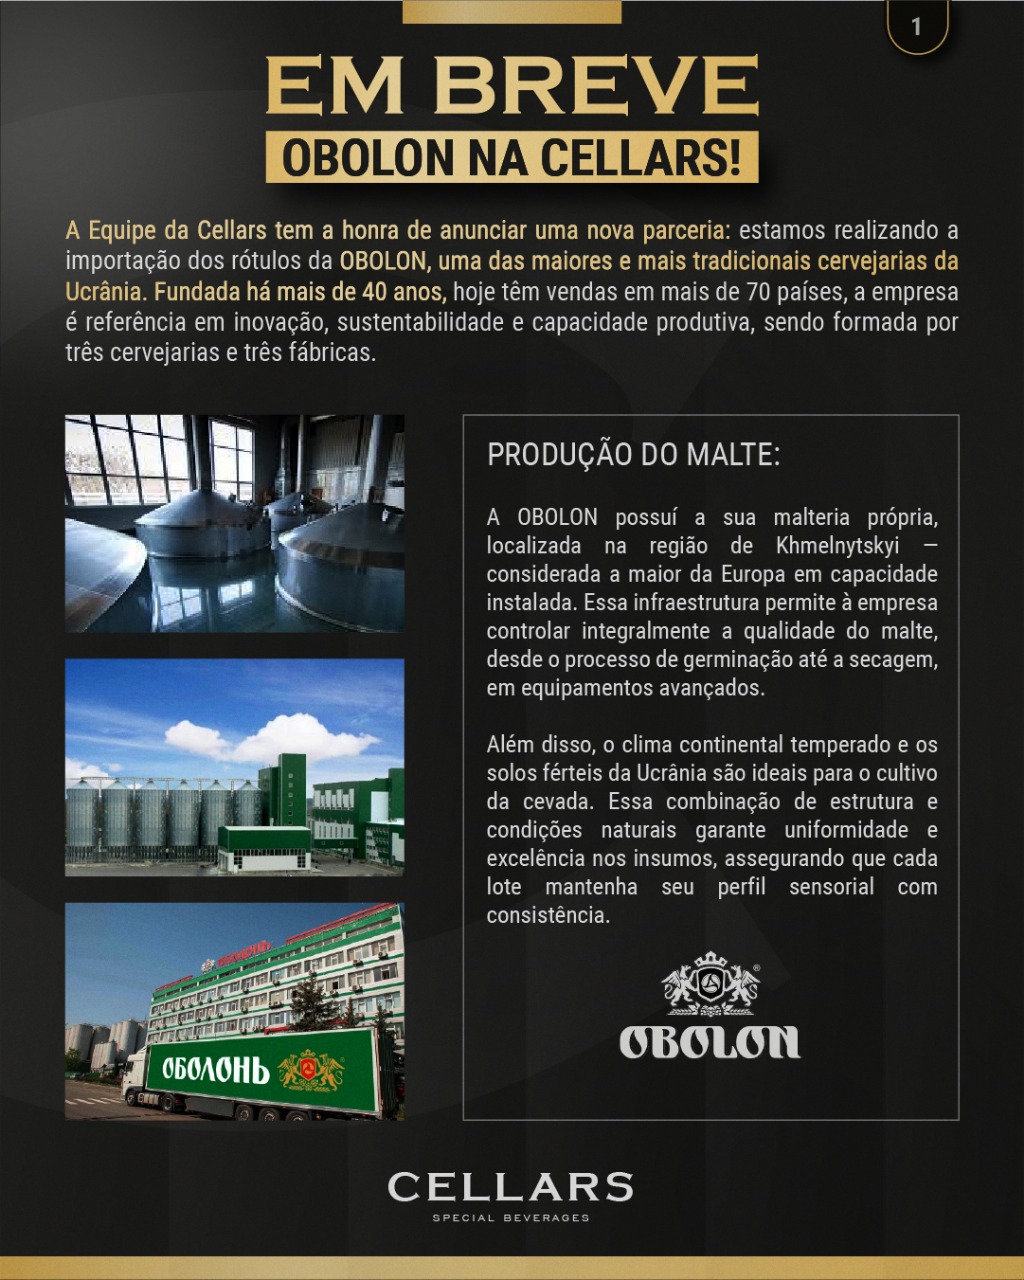 1
EM BREVE
OBOLON NA CELLARS!
A Equipe da Cellars tem a honra de anunciar uma nova parceria: estamos realizando a
importação dos rótulos da OBOLON, uma das maiores e mais tradicionais cervejarias da
Ucrânia. Fundada há mais de 40 anos, hoje têm vendas em mais de 70 países, a empresa
é referência em inovação, sustentabilidade e capacidade produtiva, sendo formada por
três cervejarias e três fábricas.
PRODUÇÃO DO MALTE:
A OBOLON possuí a sua malteria própria,
localizada na região de Khmelnytskyi —
considerada a maior da Europa em capacidade
instalada. Essa infraestrutura permite à empresa
controlar integralmente a qualidade do malte,
desde o processo de germinação até a secagem,
em equipamentos avançados.
Além disso, o clima continental temperado e os
solos férteis da Ucrânia são ideais para o cultivo
da cevada. Essa combinação de estrutura e
condições naturais garante uniformidade e
excelência nos insumos, assegurando que cada
lote mantenha seu perfil sensorial com
consistência.
®
OBOLON
ОБОЛОНЬ
ОБОЛОНЬ
CELLARS
SPECIAL BEVERAGES